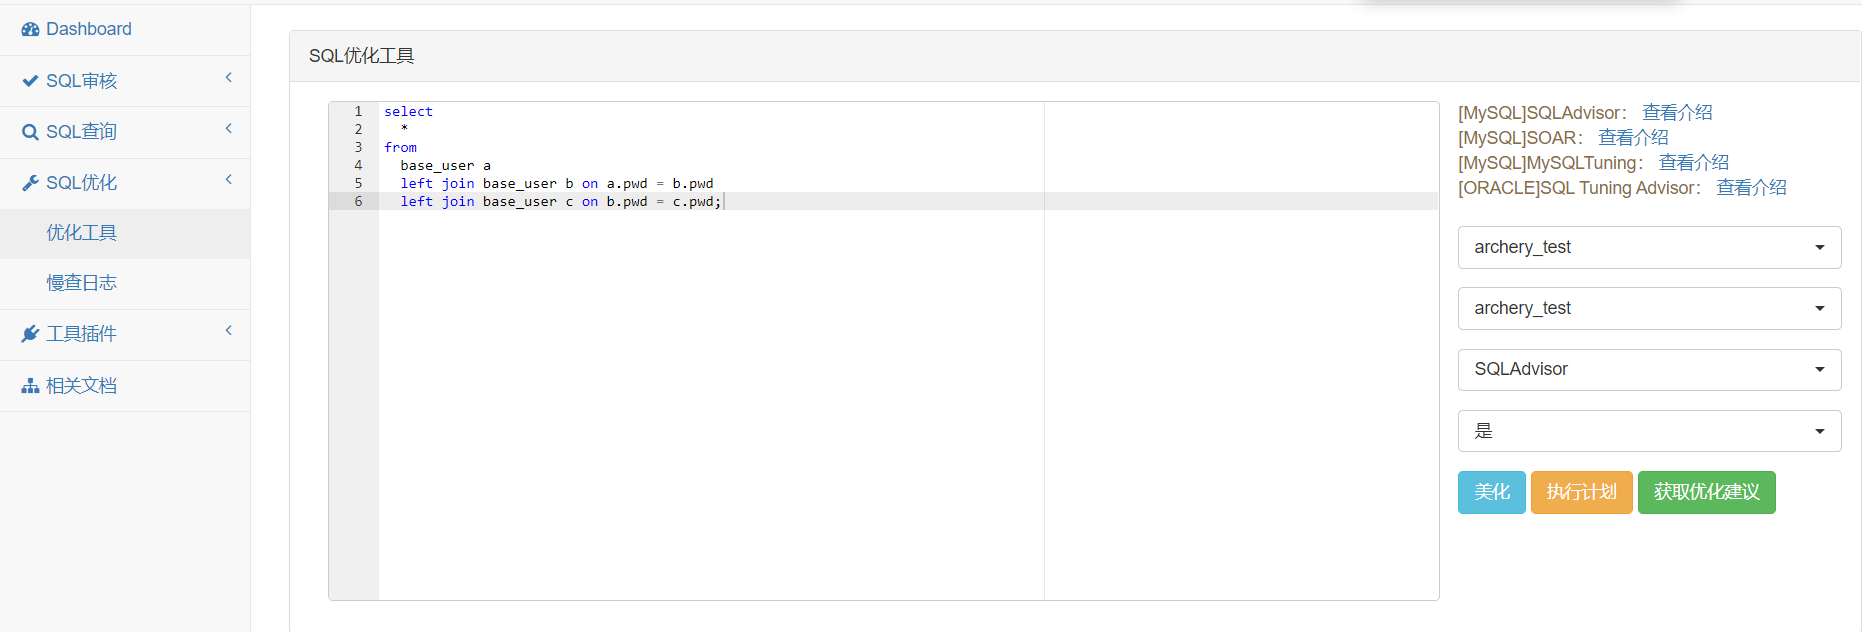 Dashboard
SQL审核
SQL查询
SQL优化
优化工具
慢查日志
工具插件
相关文档
SQL优化工具
1 select
2 *
3 from
4 base_user a
5 left join base_user b on a.pwd = b.pwd
6 left join base_user c on b.pwd = c.pwd;
[MySQL]SQLAdvisor： 查看介绍
[MySQL]SOAR： 查看介绍
[MySQL]MySQLTuning： 查看介绍
[ORACLE]SQL Tuning Advisor： 查看介绍
archery_test
archery_test
SQLAdvisor
是
美化 执行计划 获取优化建议